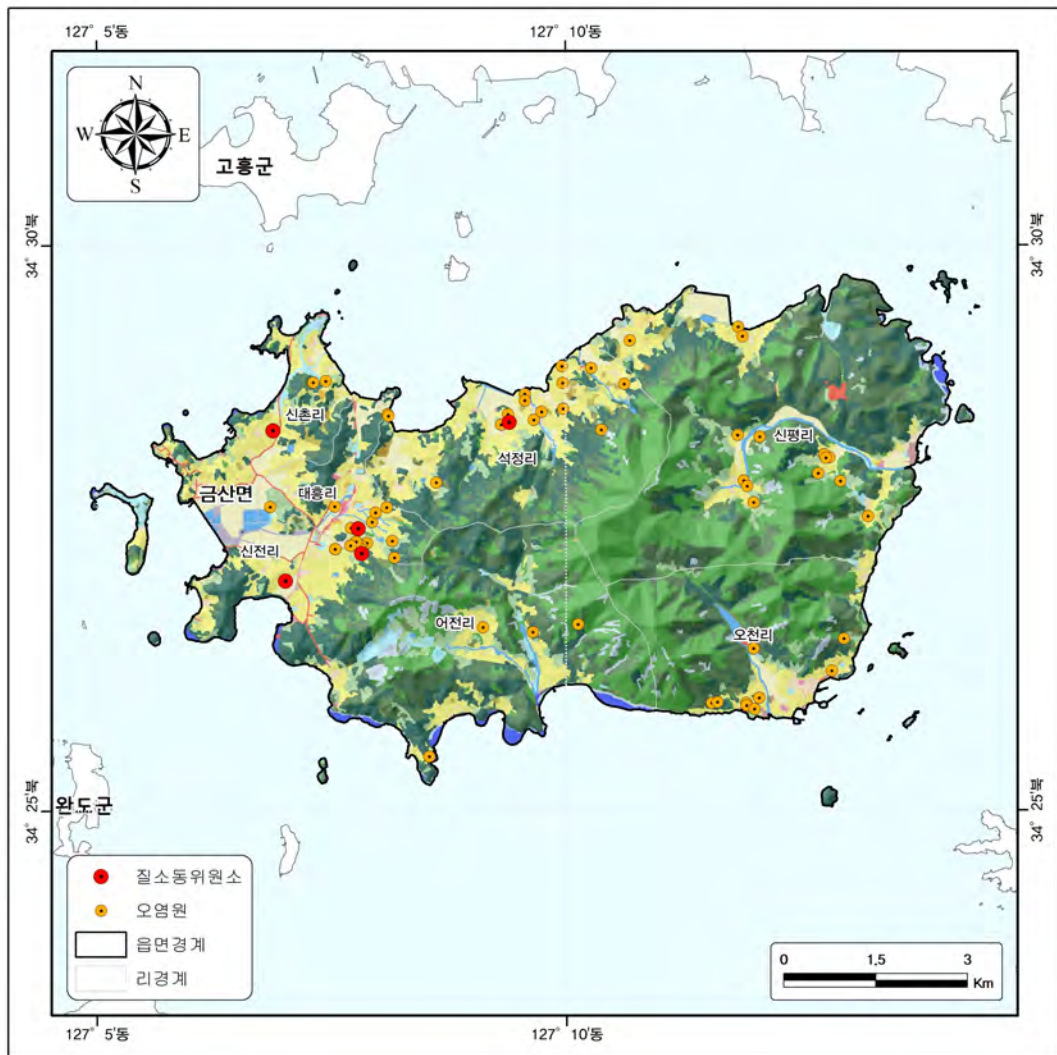 127° 5'동
127° 10'동
N
W
E
S
고흥군
34° 30'북
34° 30'북
신촌리
석정리
신평리
금산면
대흥리
신전리
어전리
오천리
완도군
34° 25'북
34° 25'북
질소동위원소
오염원
읍면경계
리경계
0
1.5
3
Km
127° 5'동
127° 10'동